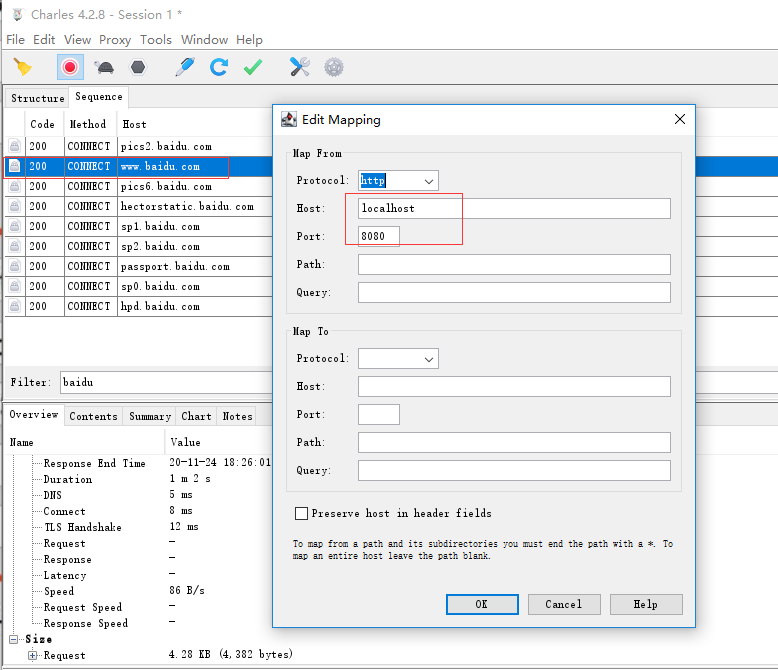 Charles 4.2.8 - Session 1 *
File Edit View Proxy Tools Window Help
Structure Sequence
Code Method Host
200 CONNECT pics2.baidu.com
200 CONNECT www.baidu.com
200 CONNECT pics6.baidu.com
200 CONNECT hectorstatic.baidu.com
200 CONNECT sp1.baidu.com
200 CONNECT sp2.baidu.com
200 CONNECT passport.baidu.com
200 CONNECT sp0.baidu.com
200 CONNECT hpd.baidu.com
Filter: baidu
Overview Contents Summary Chart Notes
Name Value
Response End Time 20-11-24 18:26:01
Duration 1 m 2 s
DNS 5 ms
Connect 8 ms
TLS Handshake 12 ms
Request –
Response –
Latency –
Speed 86 B/s
Request Speed –
Response Speed –
Size
Request 4.28 KB (4,382 bytes)
Edit Mapping
Map From
Protocol: http
Host: localhost
Port: 8080
Path:
Query:
Map To
Protocol:
Host:
Port:
Path:
Query:
Preserve host in header fields
To map from a path and its subdirectories you must end the path with a *. To
map an entire host leave the path blank.
OK Cancel Help